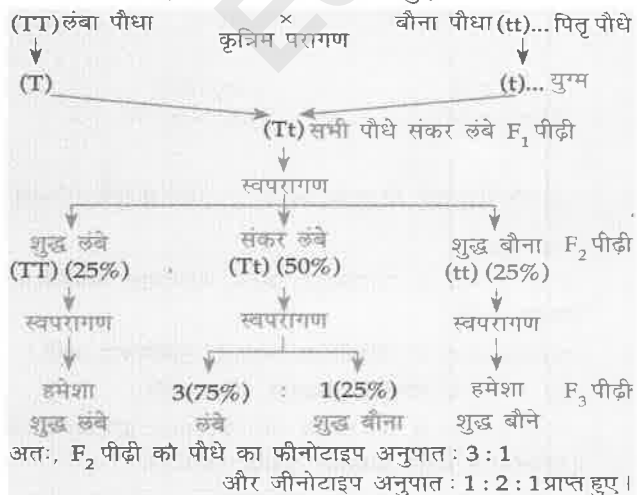 (TT) लंबा पौधा × बौना पौधा (tt)... पितृ पौधे
कृत्रिम परागण
(T) (t)... युग्म
(Tt) सभी पौधे संकर लंबे F₁ पीढ़ी
स्वपरागण
शुद्ध लंबे संकर लंबे शुद्ध बौना F₂ पीढ़ी
(TT) (25%) (Tt) (50%) (tt) (25%)
स्वपरागण स्वपरागण स्वपरागण
हमेशा 3(75%) : 1(25%) हमेशा F₃ पीढ़ी
शुद्ध लंबे लंबे शुद्ध बौना शुद्ध बौने
अतः, F₂ पीढ़ी को पौधे का फीनोटाइप अनुपात : 3 : 1
और जीनोटाइप अनुपात : 1 : 2 : 1 प्राप्त हुए।